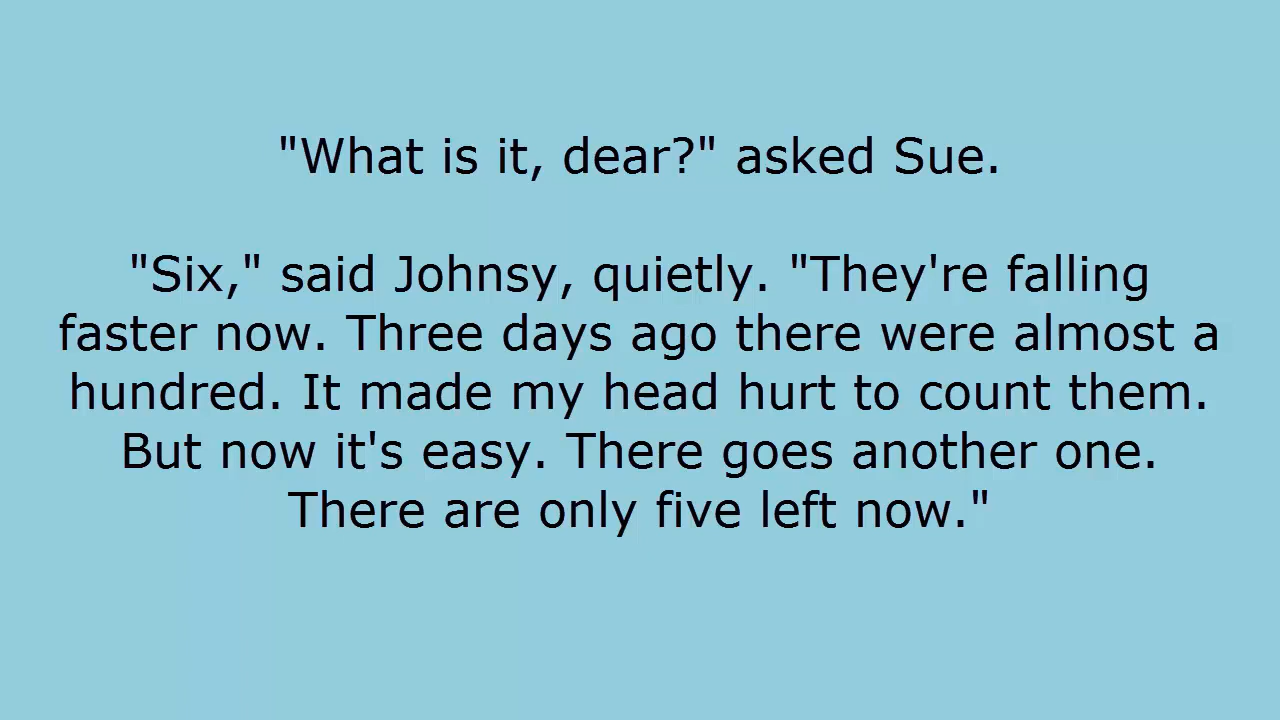 "What is it, dear?" asked Sue.
"Six," said Johnsy, quietly. "They're falling
faster now. Three days ago there were almost a
hundred. It made my head hurt to count them.
But now it's easy. There goes another one.
There are only five left now."